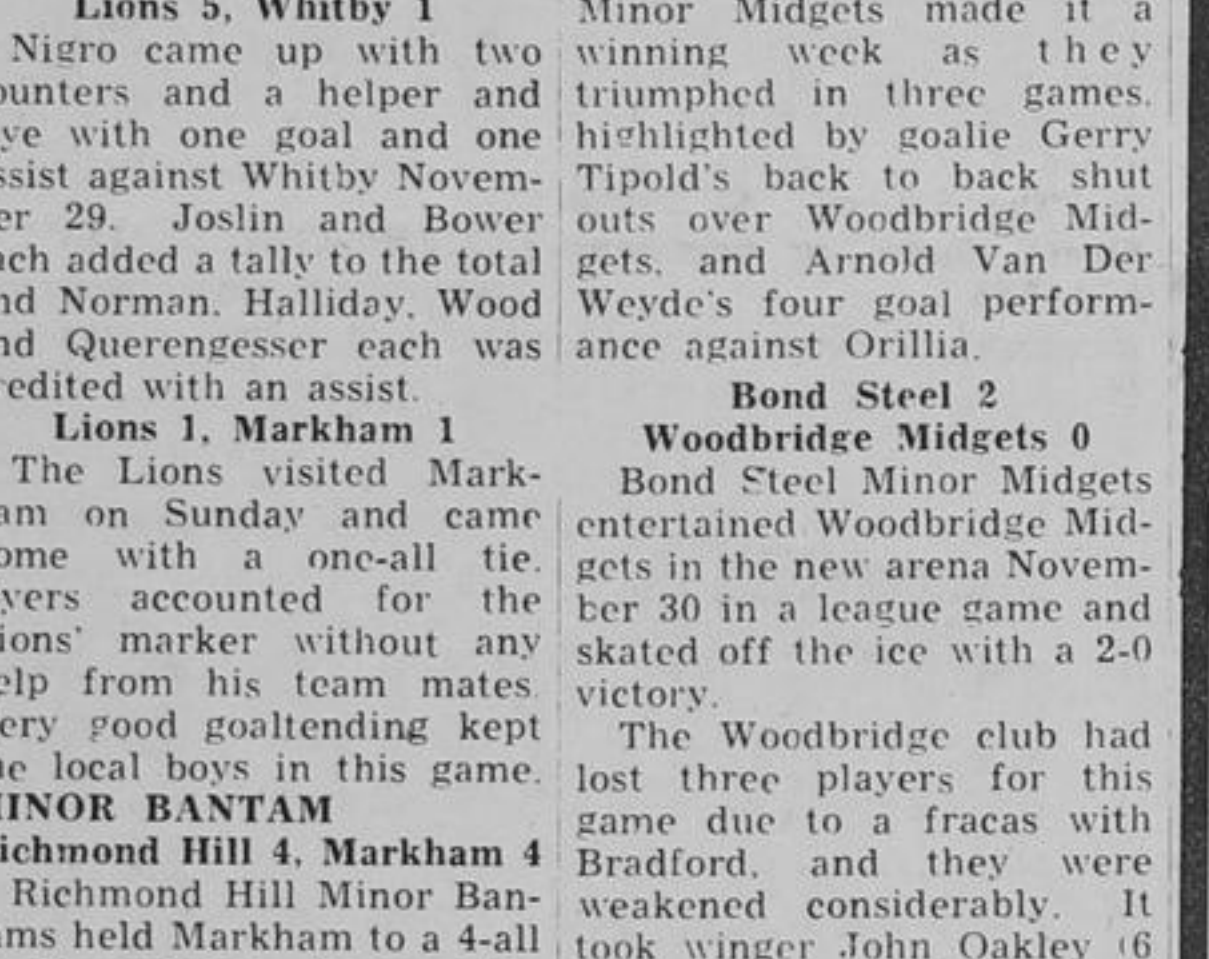 Lions 5, Whitby 1
Nigro came up with two
ounters and a helper and
ye with one goal and one
ssist against Whitby Novem-
er 29. Joslin and Bower
ach added a tally to the total
nd Norman, Halliday, Wood
nd Querengesser each was
redited with an assist.
Lions 1, Markham 1
The Lions visited Mark-
am on Sunday and came
ome with a one-all tie.
yers accounted for the
ions' marker without any
elp from his team mates.
ery good goaltending kept
he local boys in this game.
MINOR BANTAM
ichmond Hill 4, Markham 4
Richmond Hill Minor Ban-
ams held Markham to a 4-all
Minor Midgets made it a
winning week as they
triumphed in three games,
highlighted by goalie Gerry
Tipold's back to back shut
outs over Woodbridge Mid-
gets, and Arnold Van Der
Weyde's four goal perform-
ance against Orillia.
Bond Steel 2
Woodbridge Midgets 0
Bond Steel Minor Midgets
entertained Woodbridge Mid-
gets in the new arena Novem-
ber 30 in a league game and
skated off the ice with a 2-0
victory.
The Woodbridge club had
lost three players for this
game due to a fracas with
Bradford, and they were
weakened considerably. It
took winger John Oakley (6